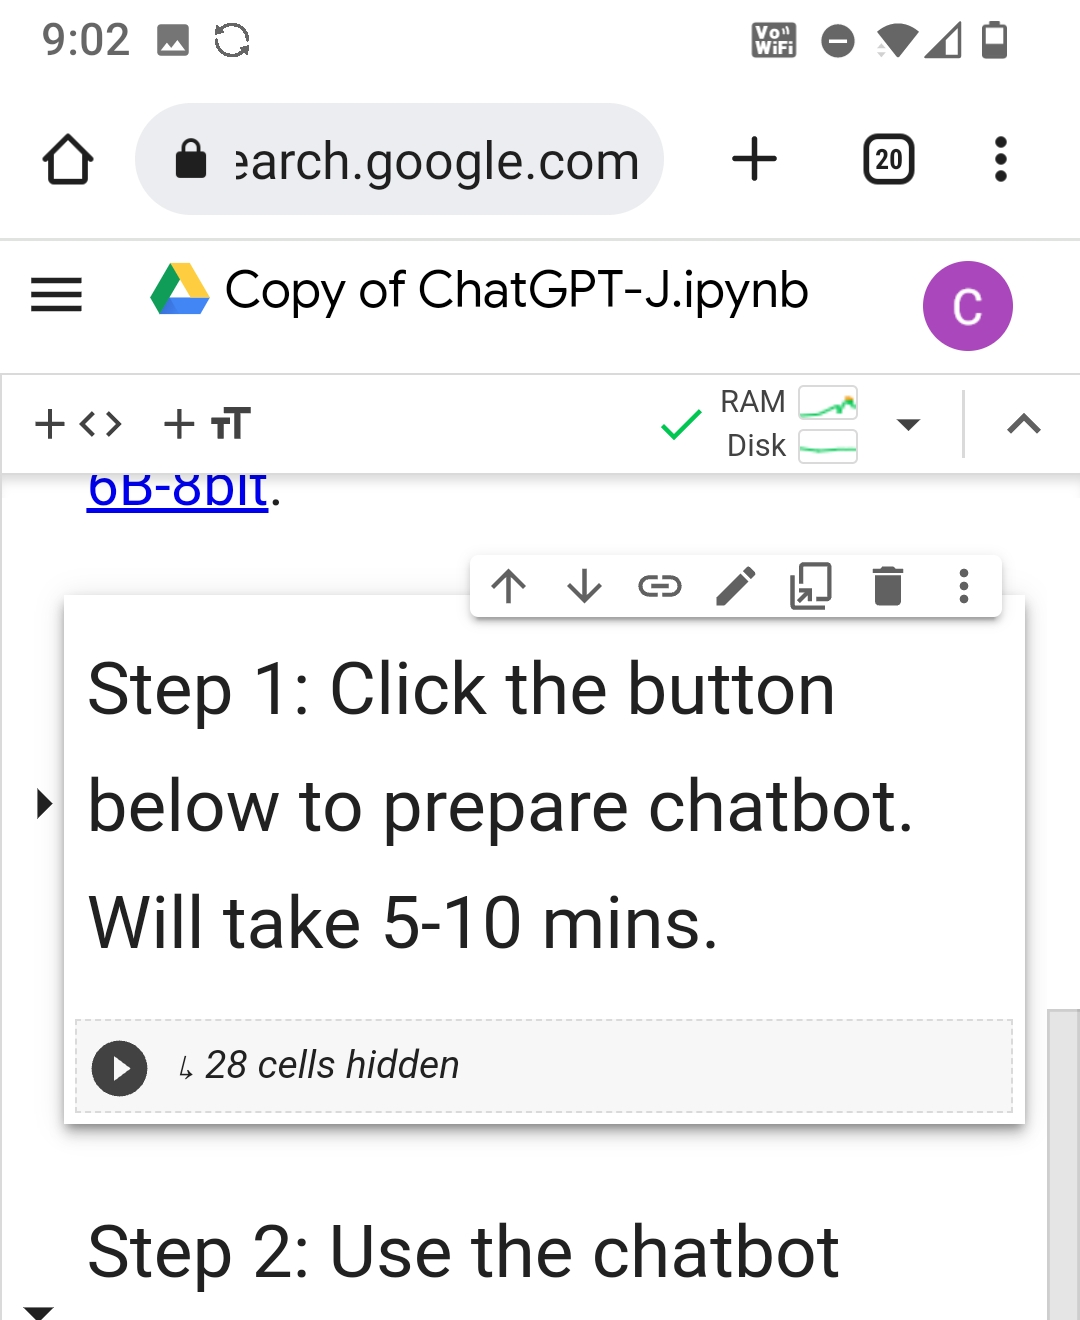 9:02
Vo))
WiFi
earch.google.com
20
Copy of ChatGPT-J.ipynb
C
RAM
Disk
6B-8bit.
Step 1: Click the button
below to prepare chatbot.
Will take 5-10 mins.
↳ 28 cells hidden
Step 2: Use the chatbot